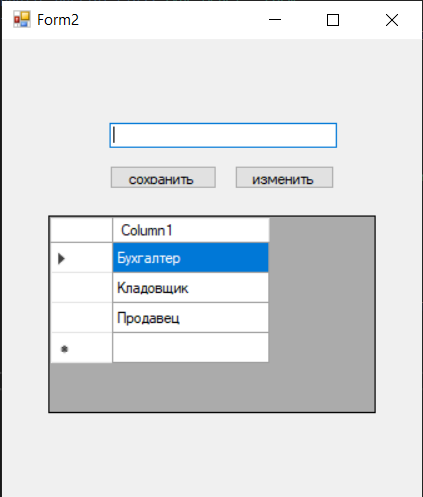 Form2
сохранить изменить
Column1
Бухгалтер
Кладовщик
Продавец